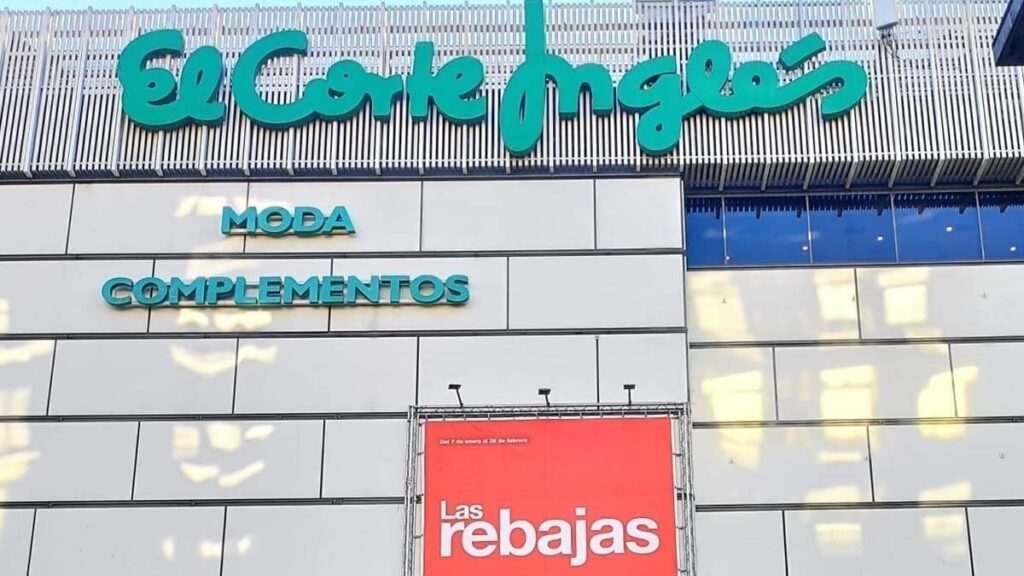 El Corte Inglés
MODA
COMPLEMENTOS
Del 7 de enero al 28 de febrero
Las
rebajas